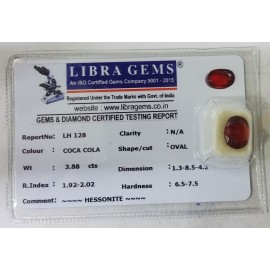 LIBRA GEMS
An ISO Certified Gems Company 9001 - 2015
Registered Under the Trade Mark with Govt. of India
website : www.libragems.co.in
GEMS & DIAMOND CERTIFIED TESTING REPORT
ReportNo: LH 128 Clarity : N/A
Colour : COCA COLA Shape/cut : OVAL
Wt : 3.88 cts Dimension : 1.3-8.5-4.
R.Index : 1.92-2.02 Hardness : 6.5-7.5
Comment: ~~~~ HESSONITE ~~~~